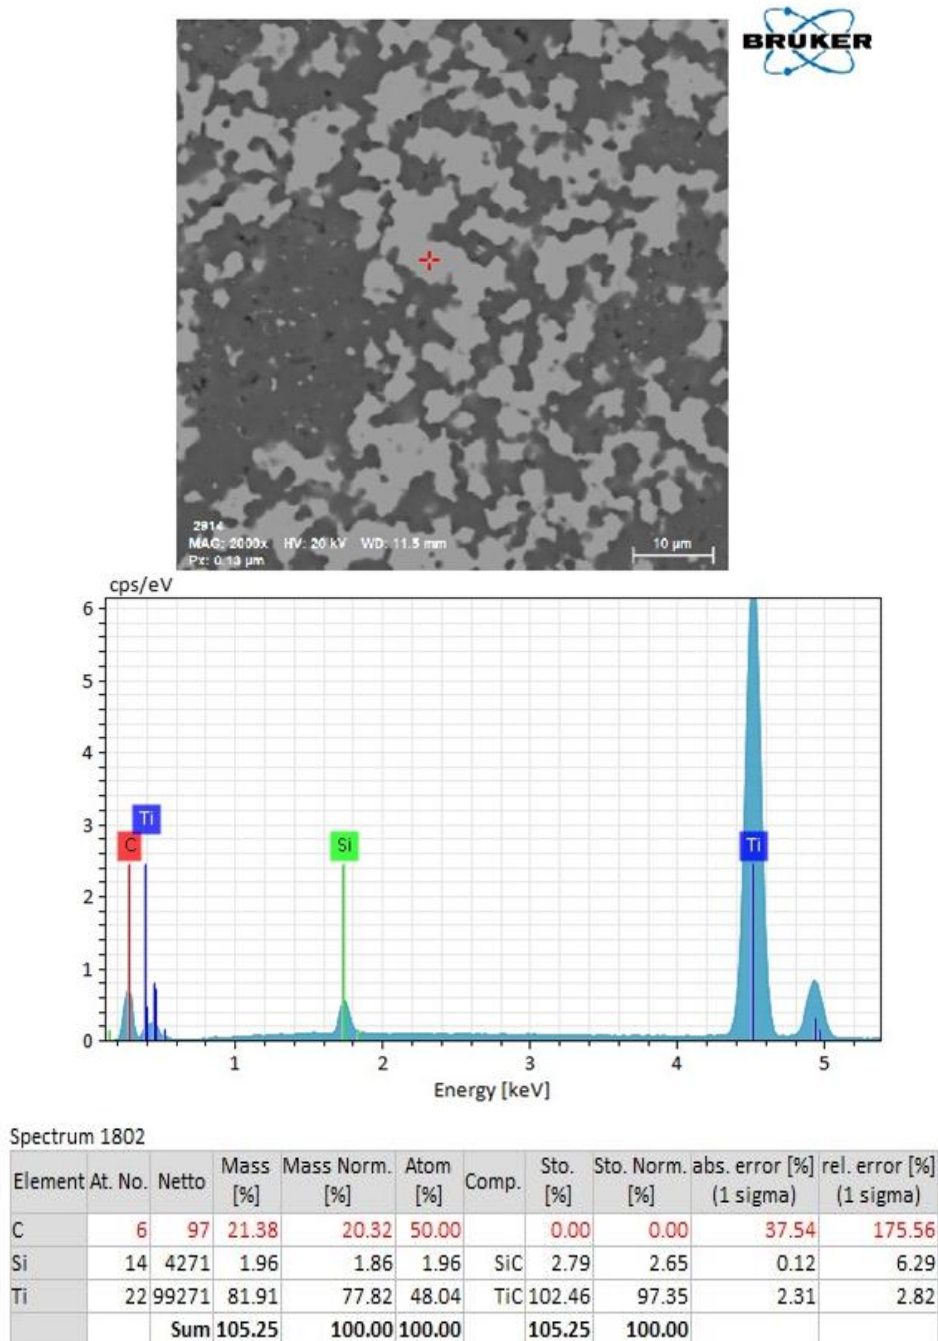 BRUKER
2914
MAG: 2000x HV: 20 kV WD: 11.5 mm
Px: 0.13 µm
10 µm
cps/eV
6
5
4
3
2
1
0
Ti
C
Si
Ti
1 2 3 4 5
Energy [keV]
Spectrum 1802
Element At. No. Netto Mass [%] Mass Norm. [%] Atom [%] Comp. Sto. [%] Sto. Norm. [%] abs. error [%] (1 sigma) rel. error [%] (1 sigma)
C 6 97 21.38 20.32 50.00 0.00 0.00 37.54 175.56
Si 14 4271 1.96 1.86 1.96 SiC 2.79 2.65 0.12 6.29
Ti 22 99271 81.91 77.82 48.04 TiC 102.46 97.35 2.31 2.82
Sum 105.25 100.00 100.00 105.25 100.00